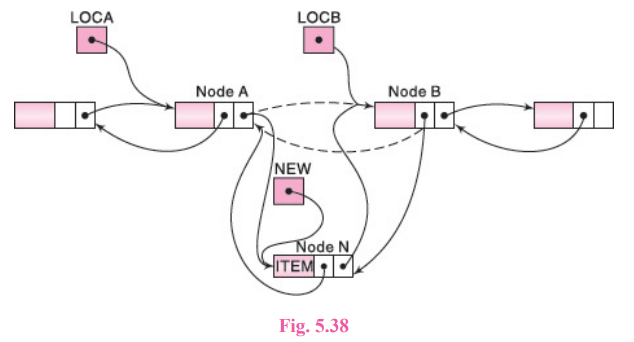 LOCA LOCB
Node A Node B
NEW
Node N
ITEM
Fig. 5.38